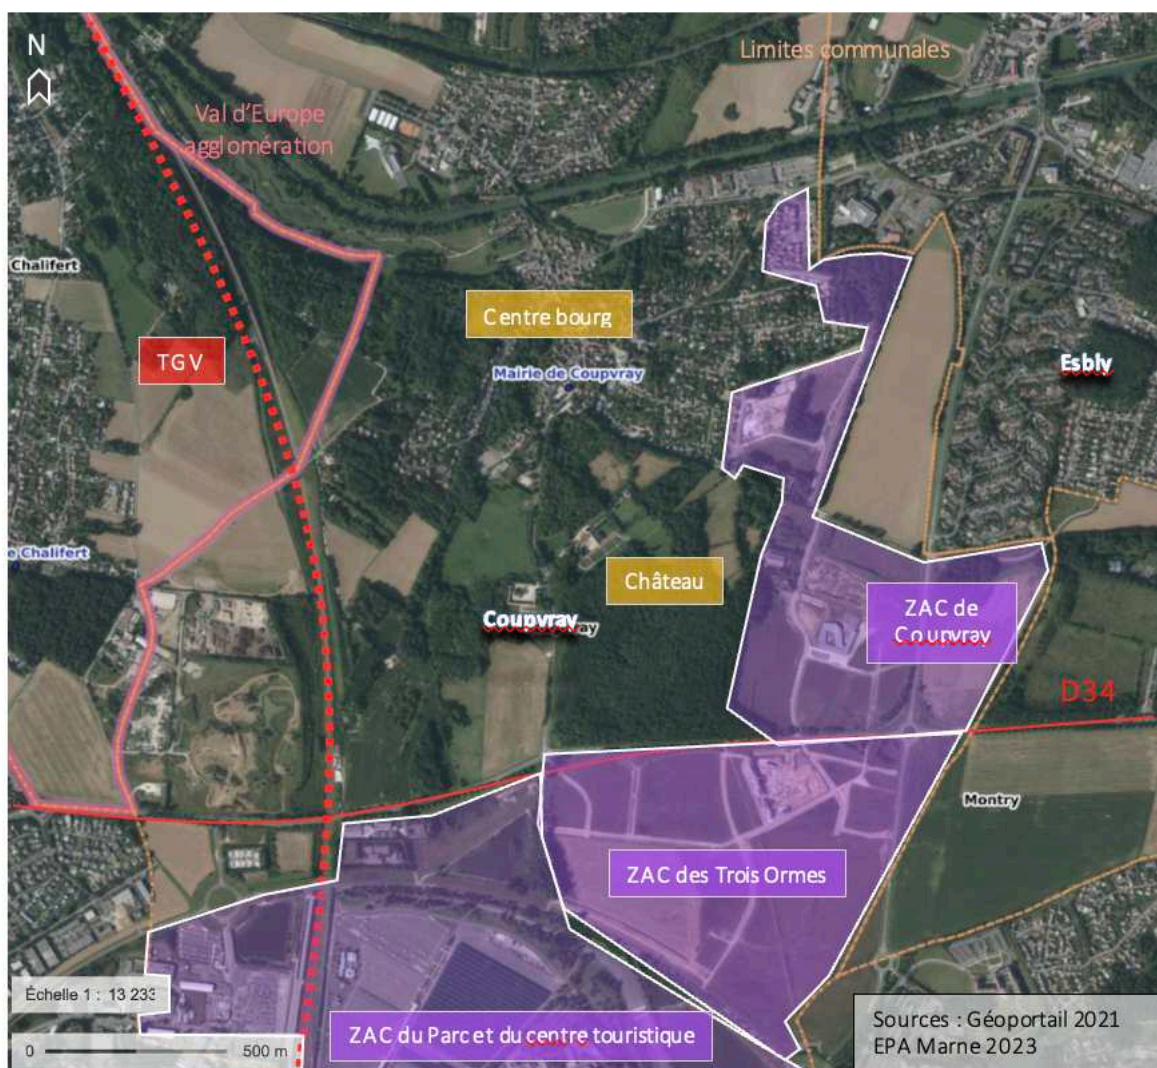 N
Limites communales
Val d'Europe
agglomération
Chalifert
Centre bourg
TGV
Mairie de Coupvray
Esbly
e Chalifert
Château
Coupvray
ay
ZAC de
Coupvray
D34
Montry
ZAC des Trois Ormes
Échelle 1 : 13 233
0 500 m
ZAC du Parc et du centre touristique
Sources : Géoportail 2021
EPA Marne 2023